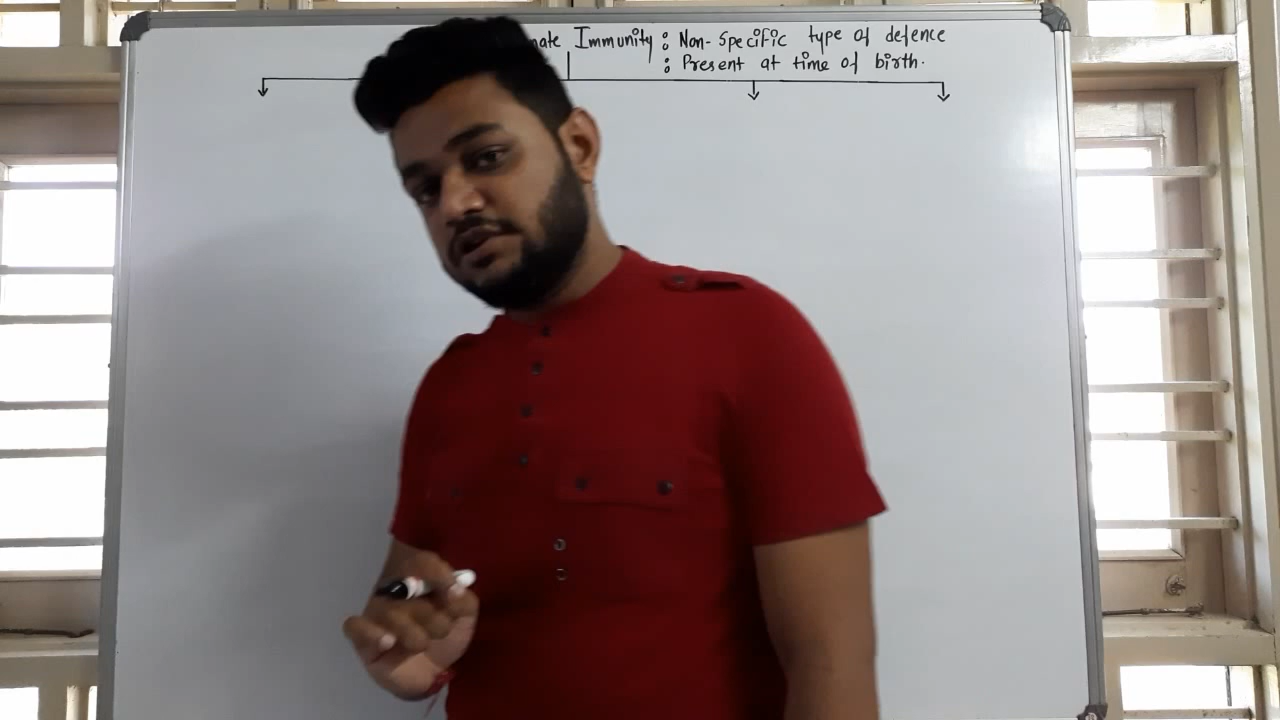 nate Immunity : Non-Specific type of defence
: Present at time of birth.